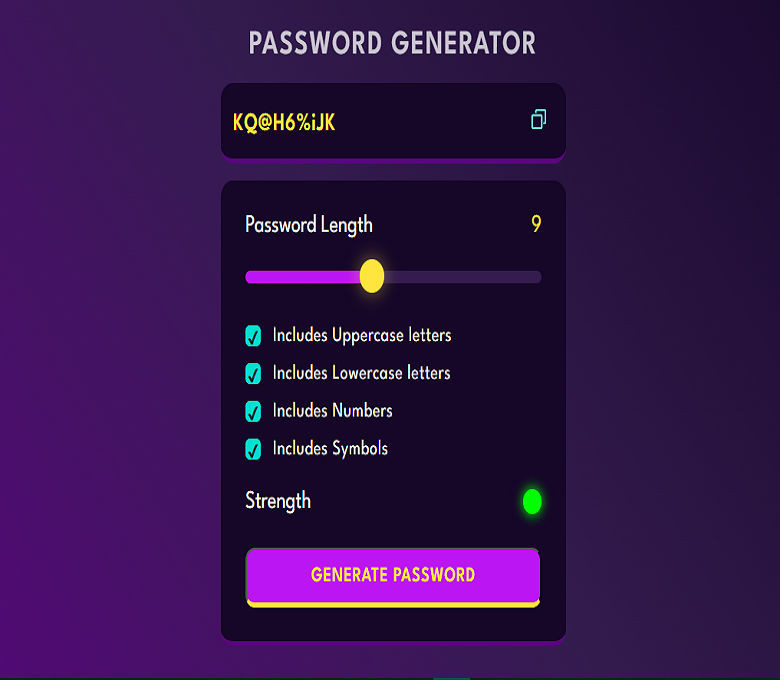 PASSWORD GENERATOR
KQ@H6%iJK
Password Length 9
Includes Uppercase letters
Includes Lowercase letters
Includes Numbers
Includes Symbols
Strength
GENERATE PASSWORD